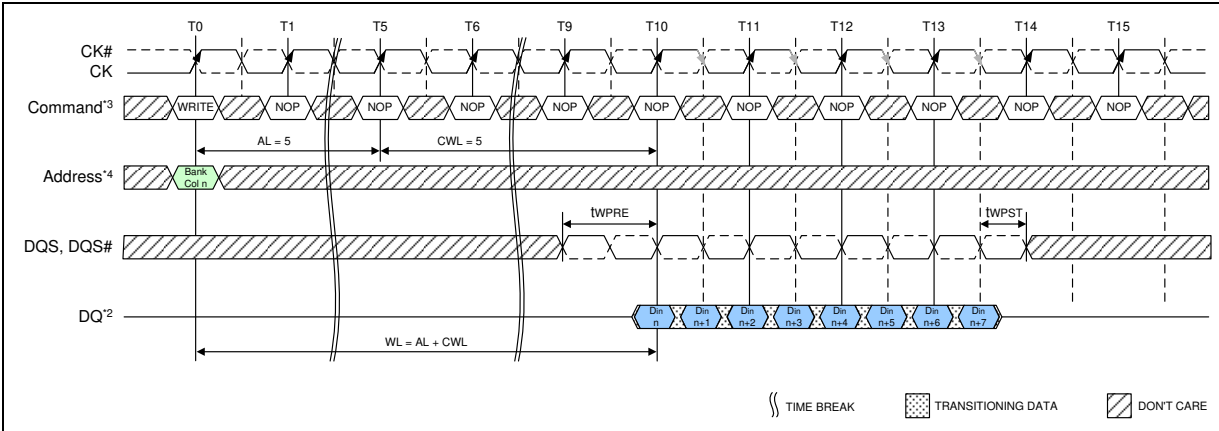 T0 T1 T5 T6 T9 T10 T11 T12 T13 T14 T15
CK#
CK
Command*3 WRITE NOP NOP NOP NOP NOP NOP NOP NOP NOP NOP
AL = 5 CWL = 5
Address*4 Bank Col n
tWPRE tWPST
DQS, DQS#
DQ*2 Din n Din n+1 Din n+2 Din n+3 Din n+4 Din n+5 Din n+6 Din n+7
WL = AL + CWL
TIME BREAK TRANSITIONING DATA DON'T CARE